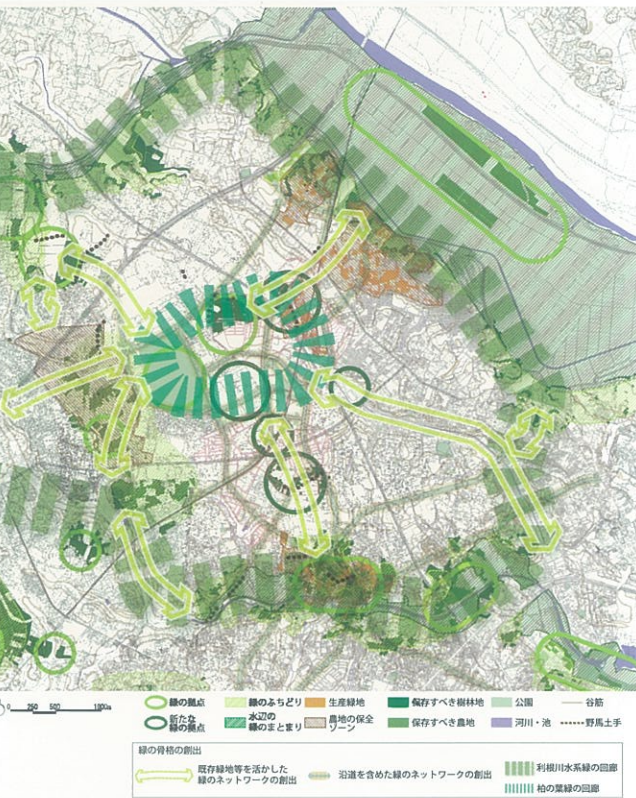 0 250 500 1000m
緑の拠点
緑のふちどり
生産緑地
保存すべき樹林地
公園
谷筋
新たな
緑の拠点
水辺の
緑のまとまり
農地の保全
ゾーン
保存すべき農地
河川・池
野馬土手
緑の骨格の創出
既存緑地等を活かした
緑のネットワークの創出
沿道を含めた緑のネットワークの創出
利根川水系緑の回廊
柏の葉緑の回廊